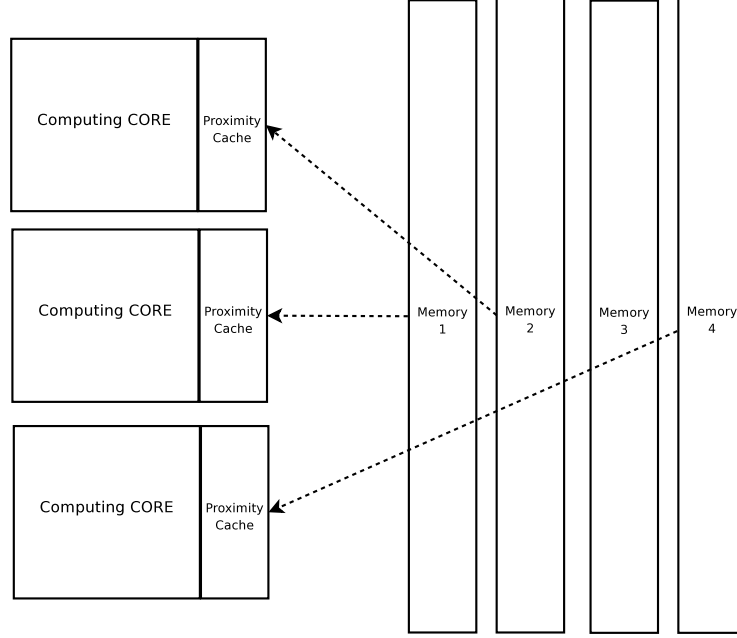 Computing CORE
Proximity
Cache
Computing CORE
Proximity
Cache
Computing CORE
Proximity
Cache
Memory
1
Memory
2
Memory
3
Memory
4